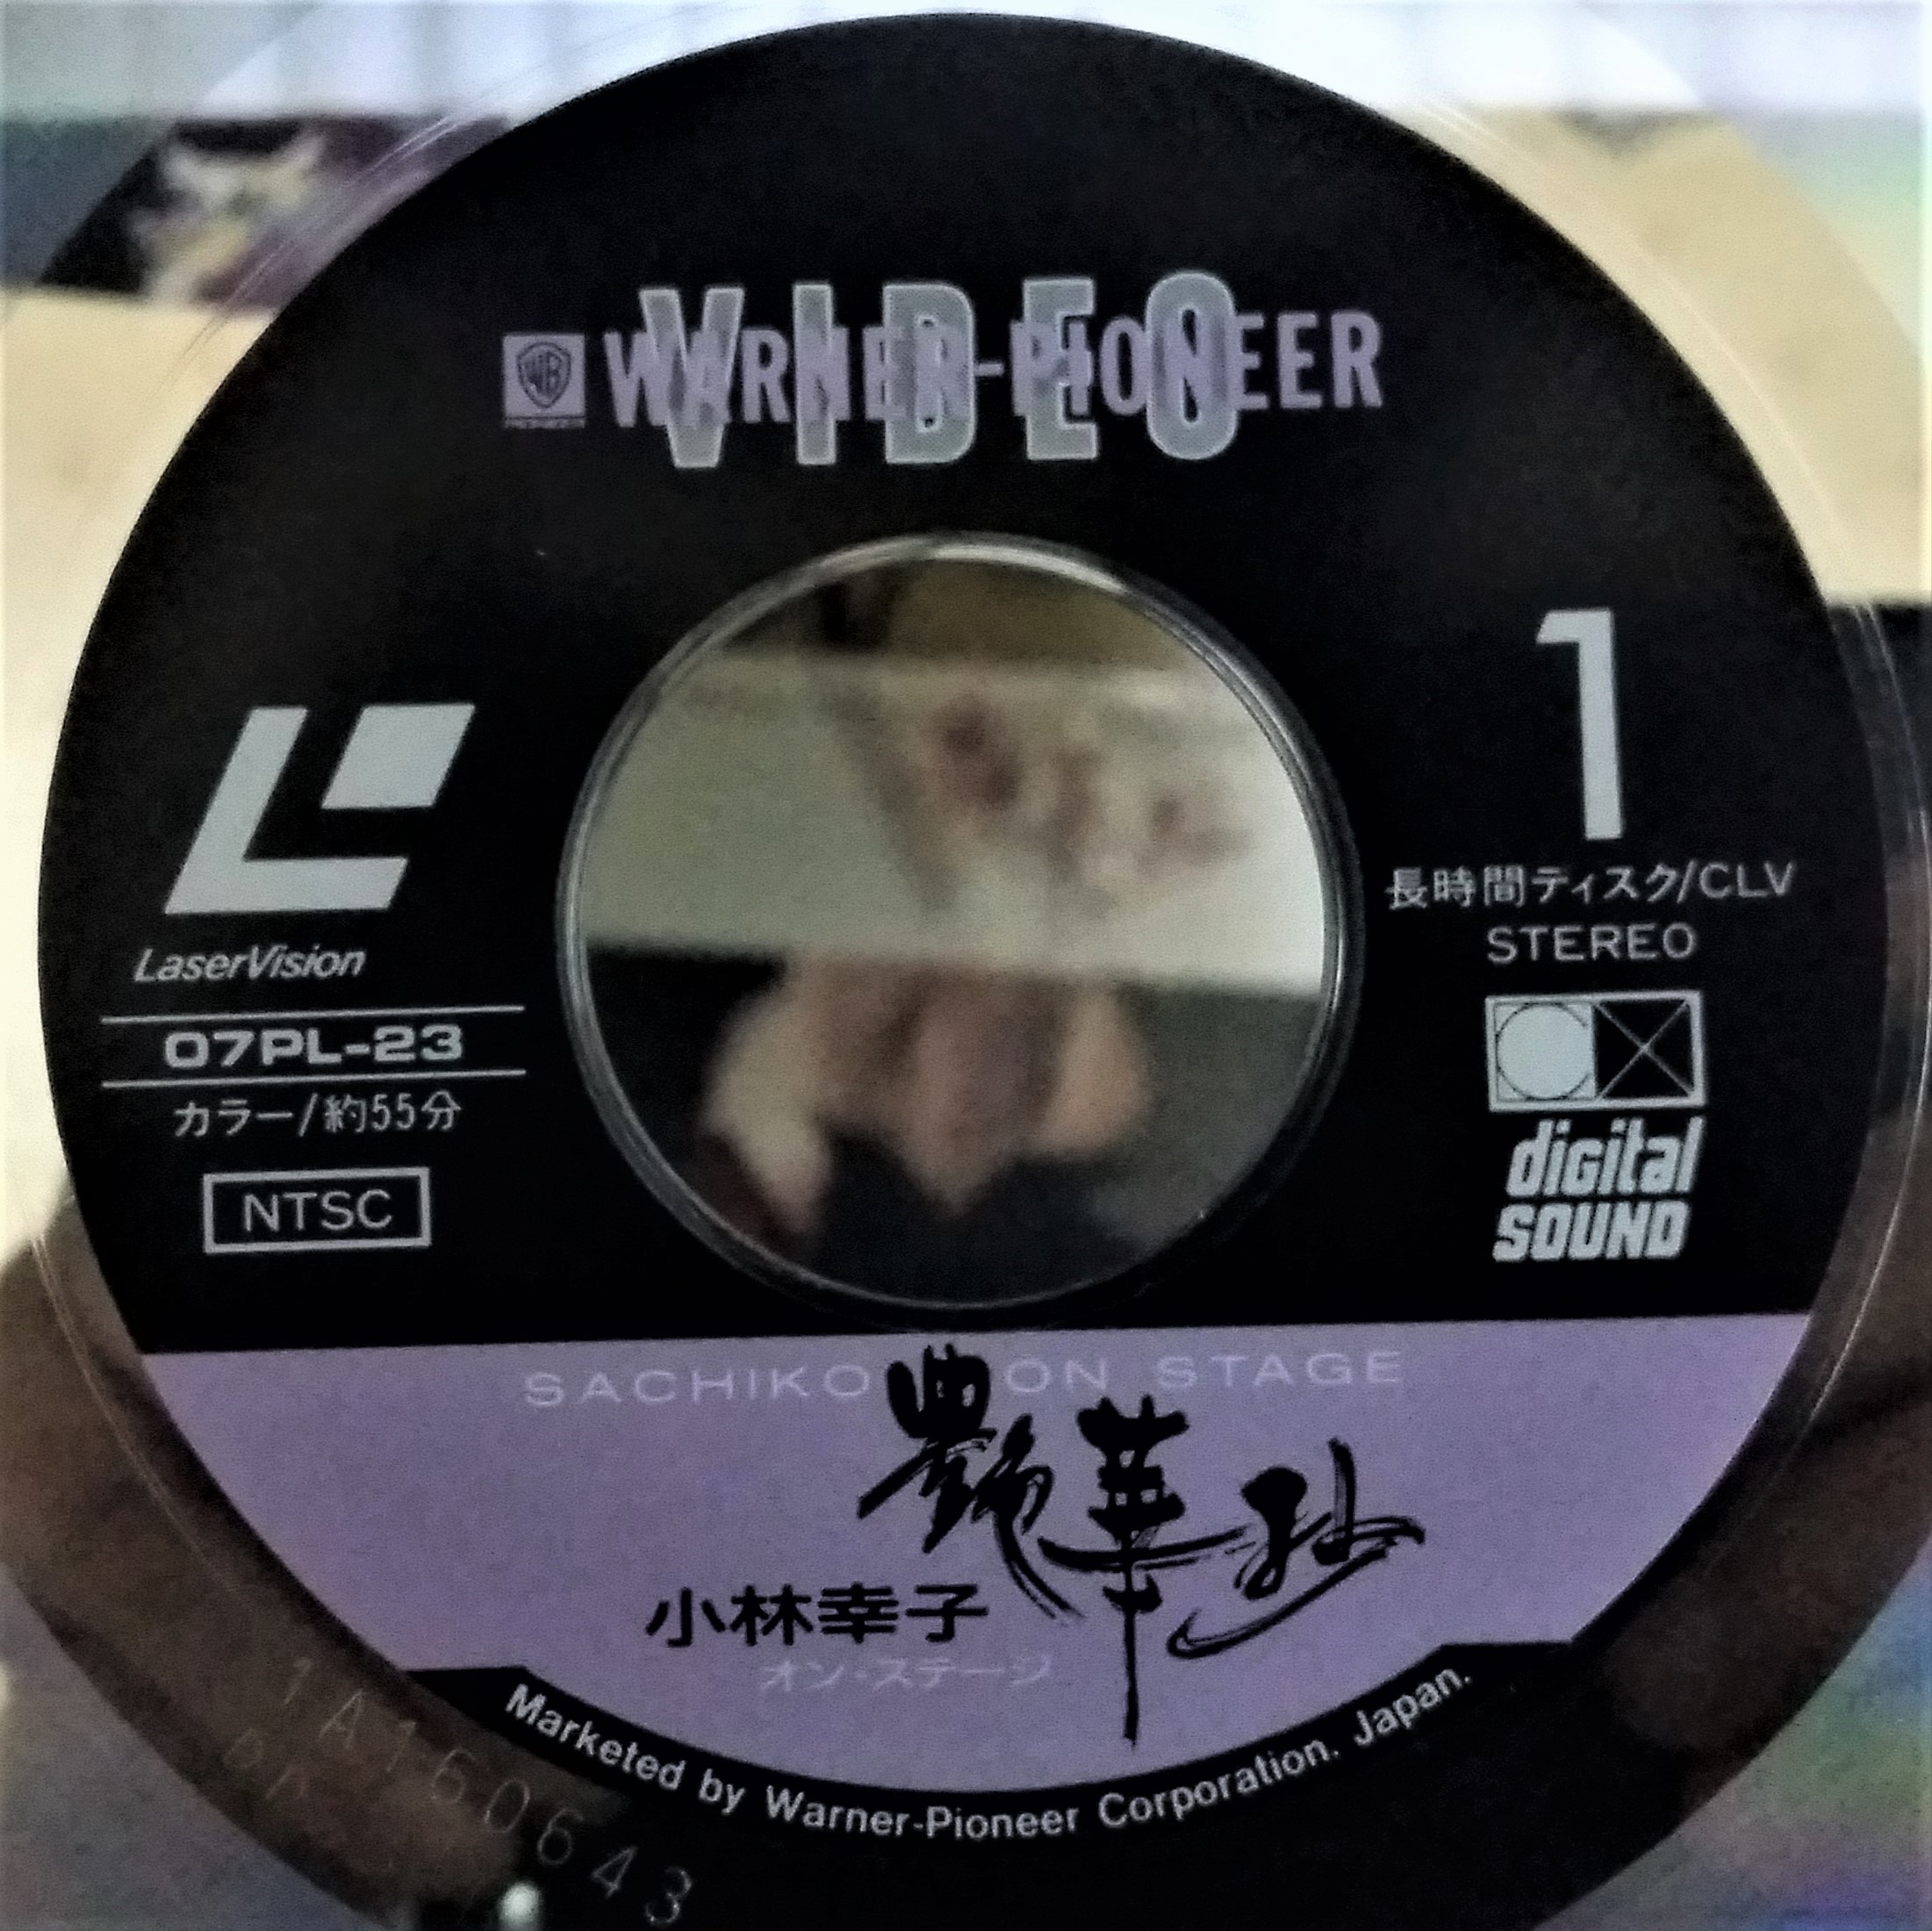 WARNER-PIONEER
VIDEO
LaserVision
07PL-23
カラー/約55分
NTSC
1
長時間ディスク/CLV
STEREO
digital
SOUND
SACHIKO ON STAGE
艶華抄
小林幸子
オン・ステージ
Marketed by Warner-Pioneer Corporation. Japan.
1A160643